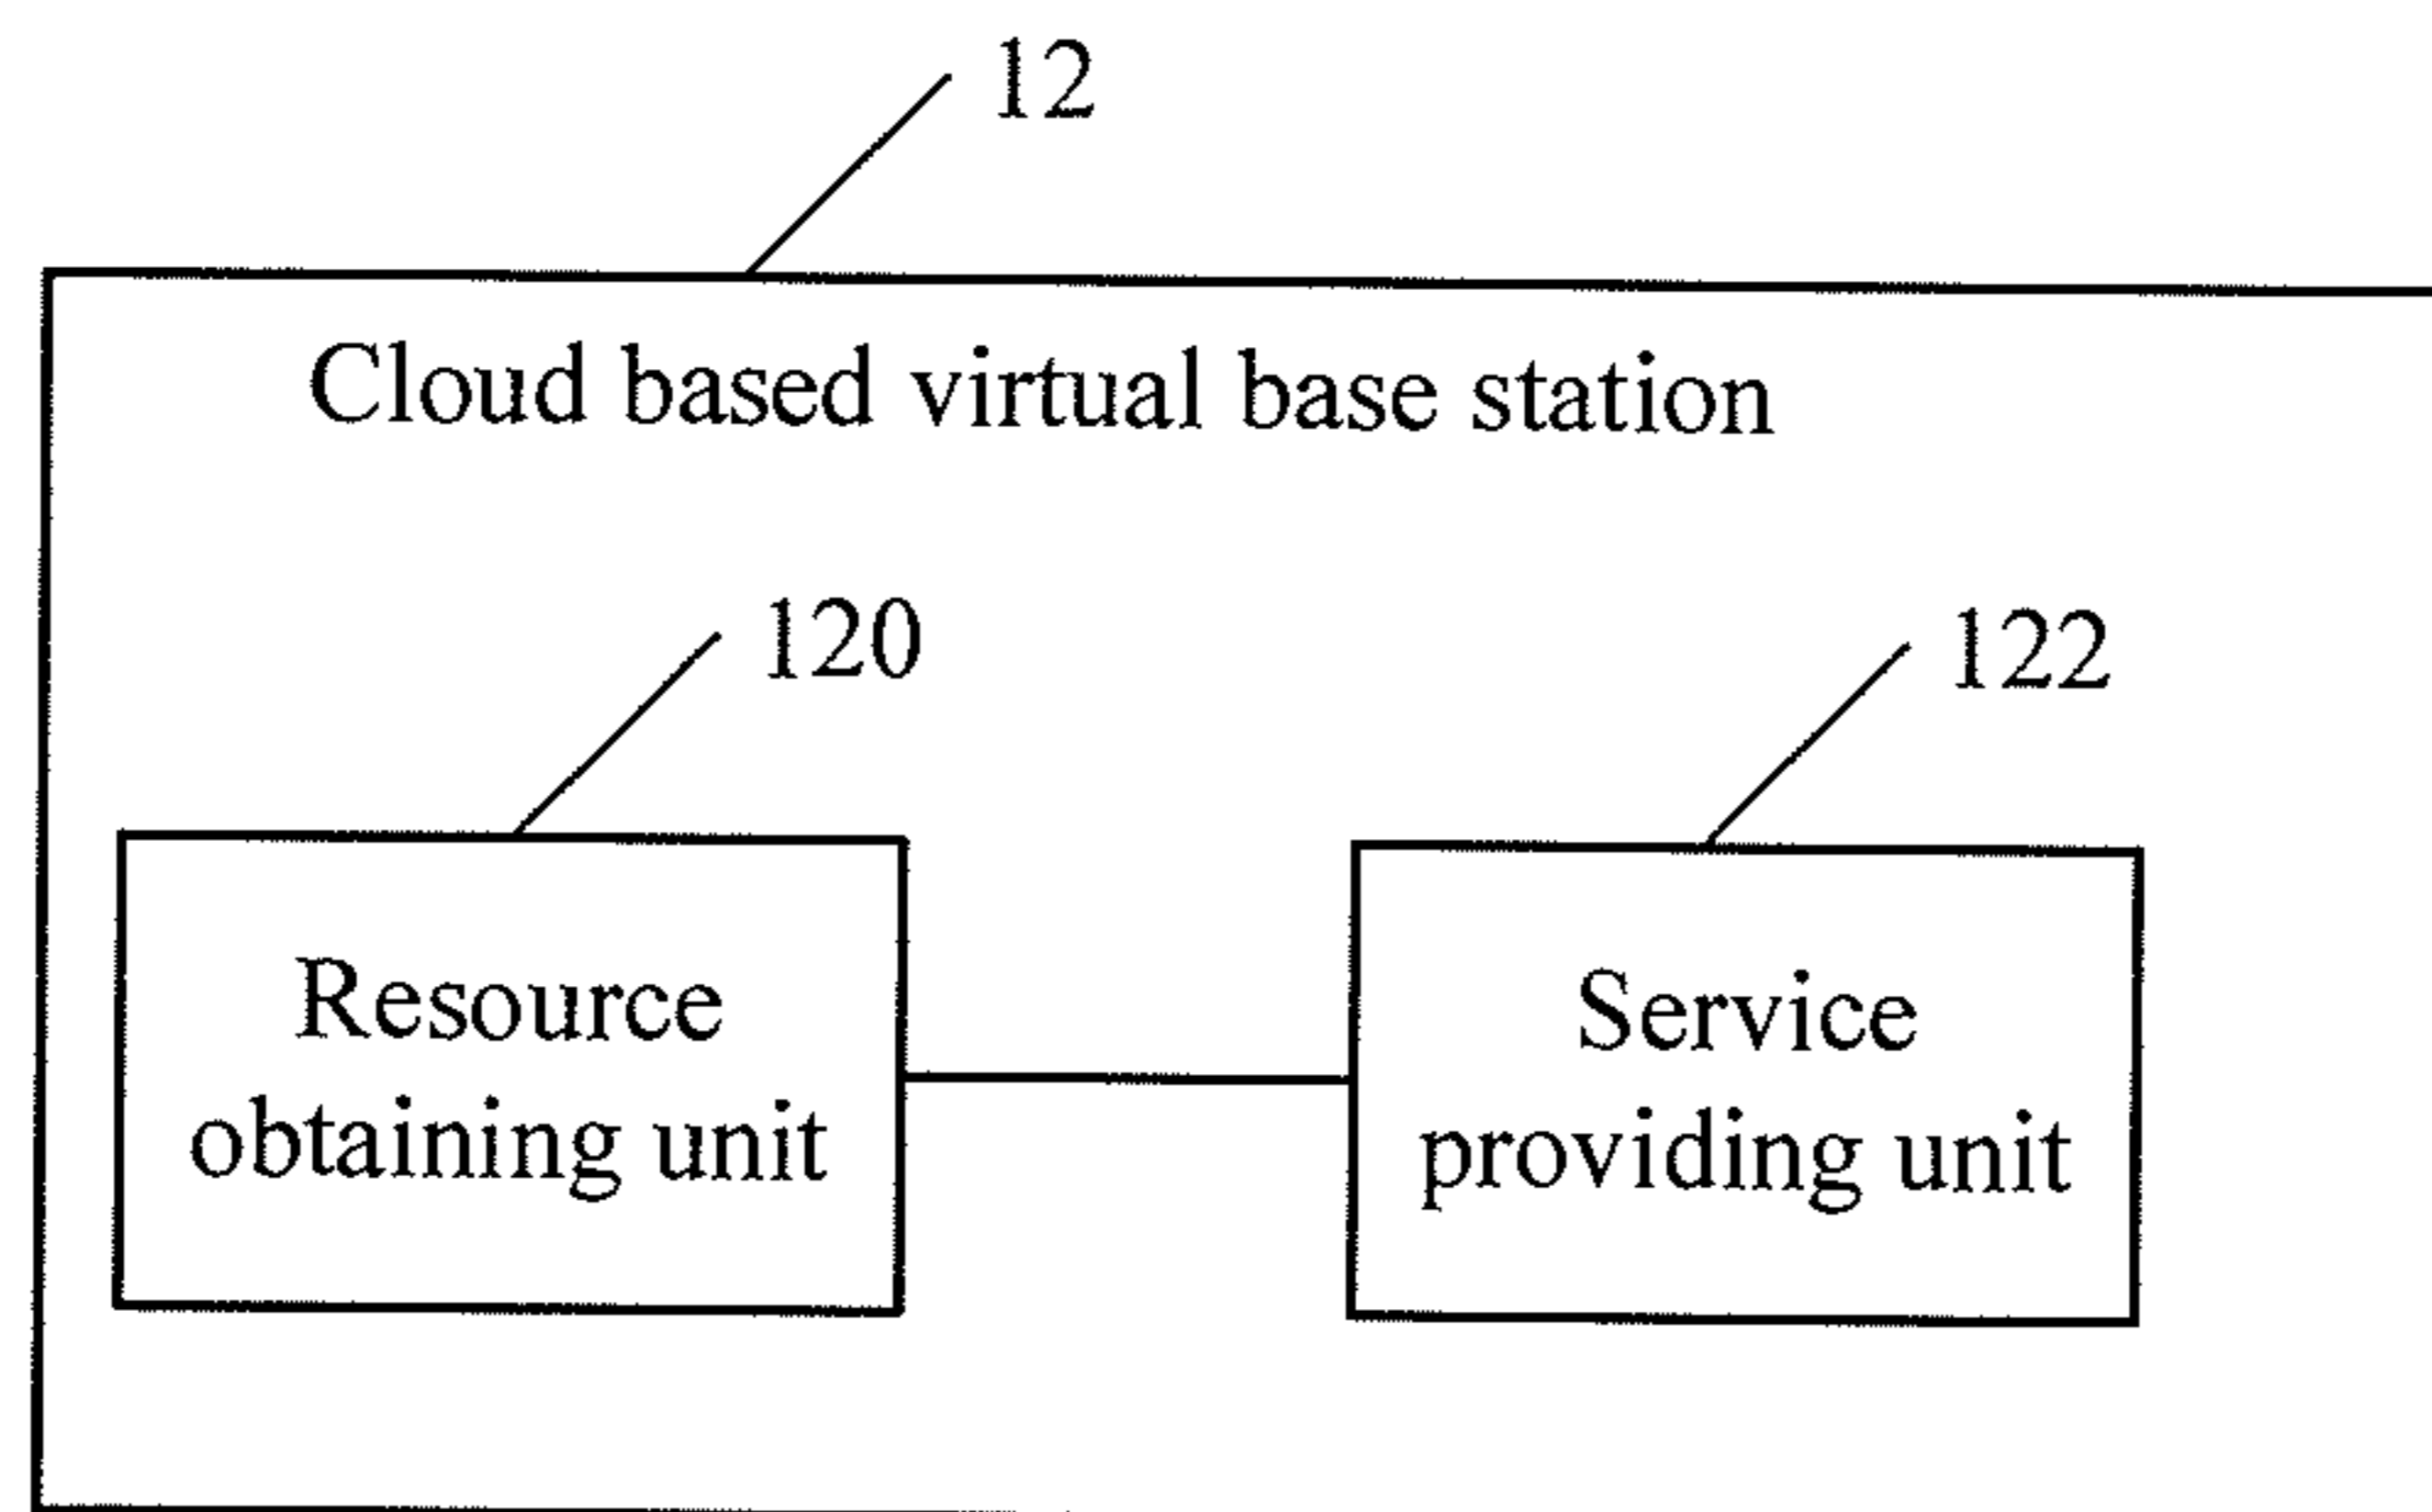 12
Cloud based virtual base station
120
122
Resource
obtaining unit
Service
providing unit